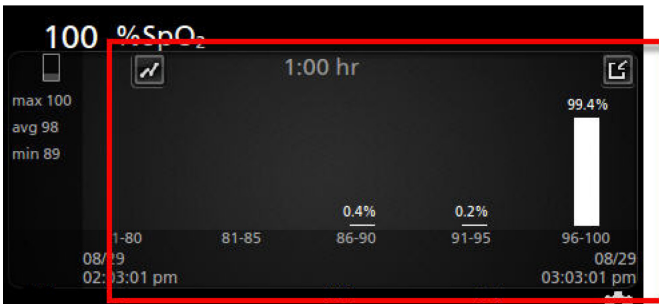 100 %SpO₂
1:00 hr
max 100
avg 98
min 89
99.4%
0.4% 0.2%
1-80 81-85 86-90 91-95 96-100
08/29 08/29
02:03:01 pm 03:03:01 pm